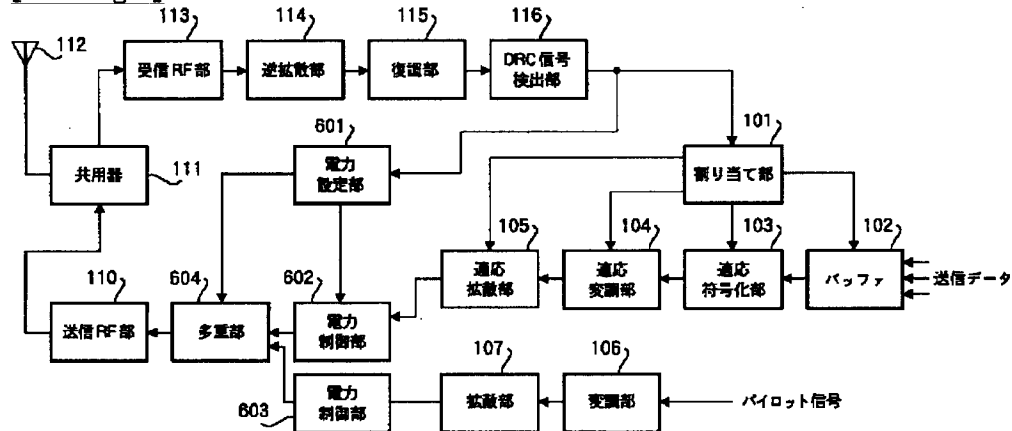 113
114
115
116
112
受信RF部
逆拡散部
復調部
DRC信号
検出部
601
101
共用器
111
電力
設定部
割り当て部
105
104
103
102
110
604
602
適応
拡散部
適応
変調部
適応
符号化部
バッファ
送信データ
送信RF部
多重部
電力
制御部
107
106
603
電力
制御部
拡散部
変調部
パイロット信号